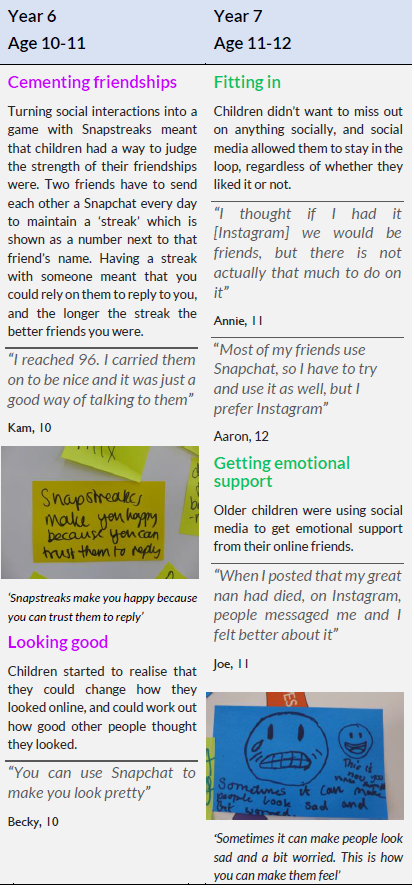 Year 6
Age 10-11
Cementing friendships
Turning social interactions into a
game with Snapstreaks meant
that children had a way to judge
the strength of their friendships
were. Two friends have to send
each other a Snapchat every day
to maintain a ‘streak’ which is
shown as a number next to that
friend’s name. Having a streak
with someone meant that you
could rely on them to reply to you,
and the longer the streak the
better friends you were.
“I reached 96. I carried them
on to be nice and it was just a
good way of talking to them”
Kam, 10
Snapstreaks
make you happy
because you can
trust them to reply
‘Snapstreaks make you happy because
you can trust them to reply’
Looking good
Children started to realise that
they could change how they
looked online, and could work out
how good other people thought
they looked.
“You can use Snapchat to
make you look pretty”
Becky, 10
Year 7
Age 11-12
Fitting in
Children didn’t want to miss out
on anything socially, and social
media allowed them to stay in the
loop, regardless of whether they
liked it or not.
“I thought if I had it
[Instagram] we would be
friends, but there is not
actually that much to do on
it”
Annie, 11
“Most of my friends use
Snapchat, so I have to try
and use it as well, but I
prefer Instagram”
Aaron, 12
Getting emotional
support
Older children were using social
media to get emotional support
from their online friends.
“When I posted that my great
nan had died, on Instagram,
people messaged me and I
felt better about it”
Joe, 11
This is
how you
Sometimes it can make
people look sad and
bit worried.
‘Sometimes it can make people look
sad and a bit worried. This is how
you can make them feel’